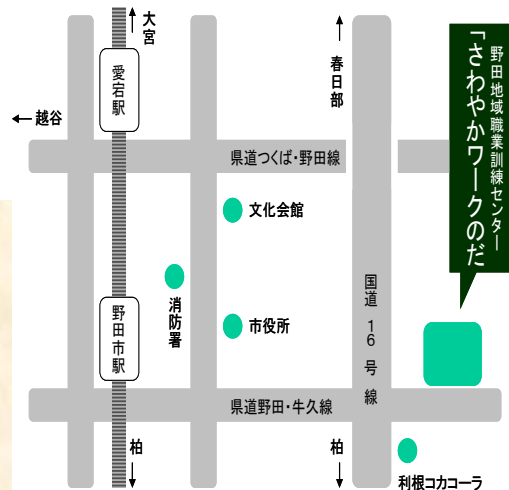 大宮
愛宕駅
春日部
越谷
野田地域職業訓練センター
「さわやかワークのだ
県道つくば・野田線
文化会館
消防署
市役所
国道16号線
野田市駅
県道野田・牛久線
柏
柏
利根コカコーラ